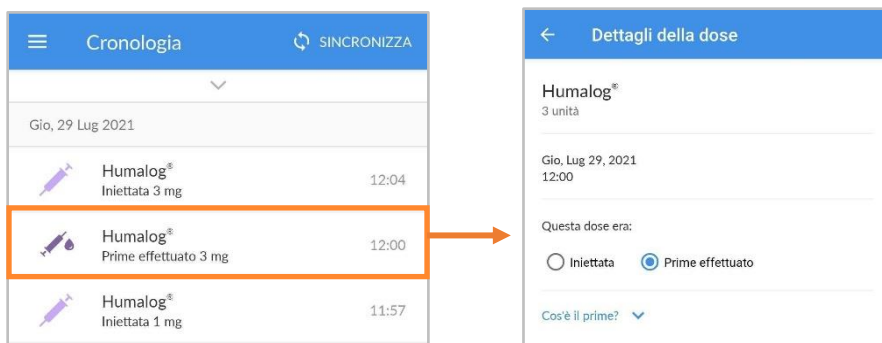 Cronologia
SINCRONIZZA
Gio, 29 Lug 2021
Humalog®
Iniettata 3 mg
12:04
Humalog®
Prime effettuato 3 mg
12:00
Humalog®
Iniettata 1 mg
11:57
Dettagli della dose
Humalog®
3 unità
Gio, Lug 29, 2021
12:00
Questa dose era:
Iniettata
Prime effettuato
Cos'è il prime?